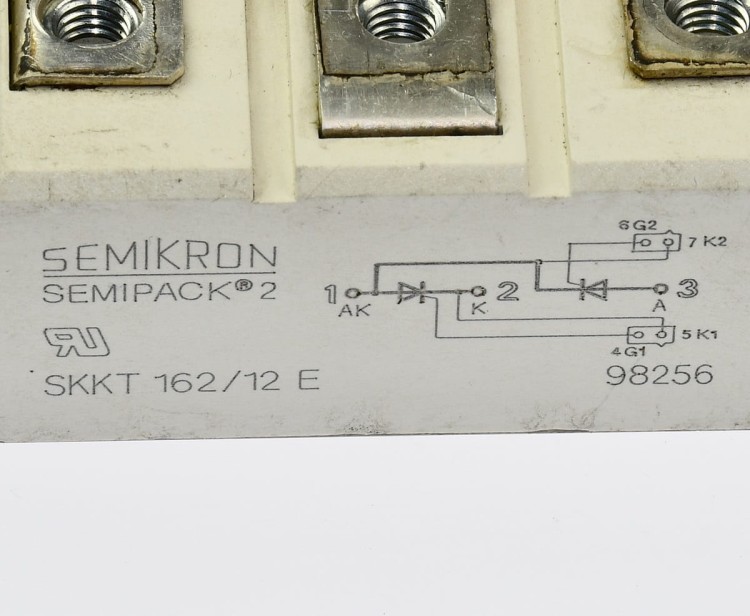 SEMIKRON
SEMIPACK® 2
RU
SKKT 162/12 E
6 G2
7 K2
1
2
3
AK
K
A
5 K1
4 G1
98256